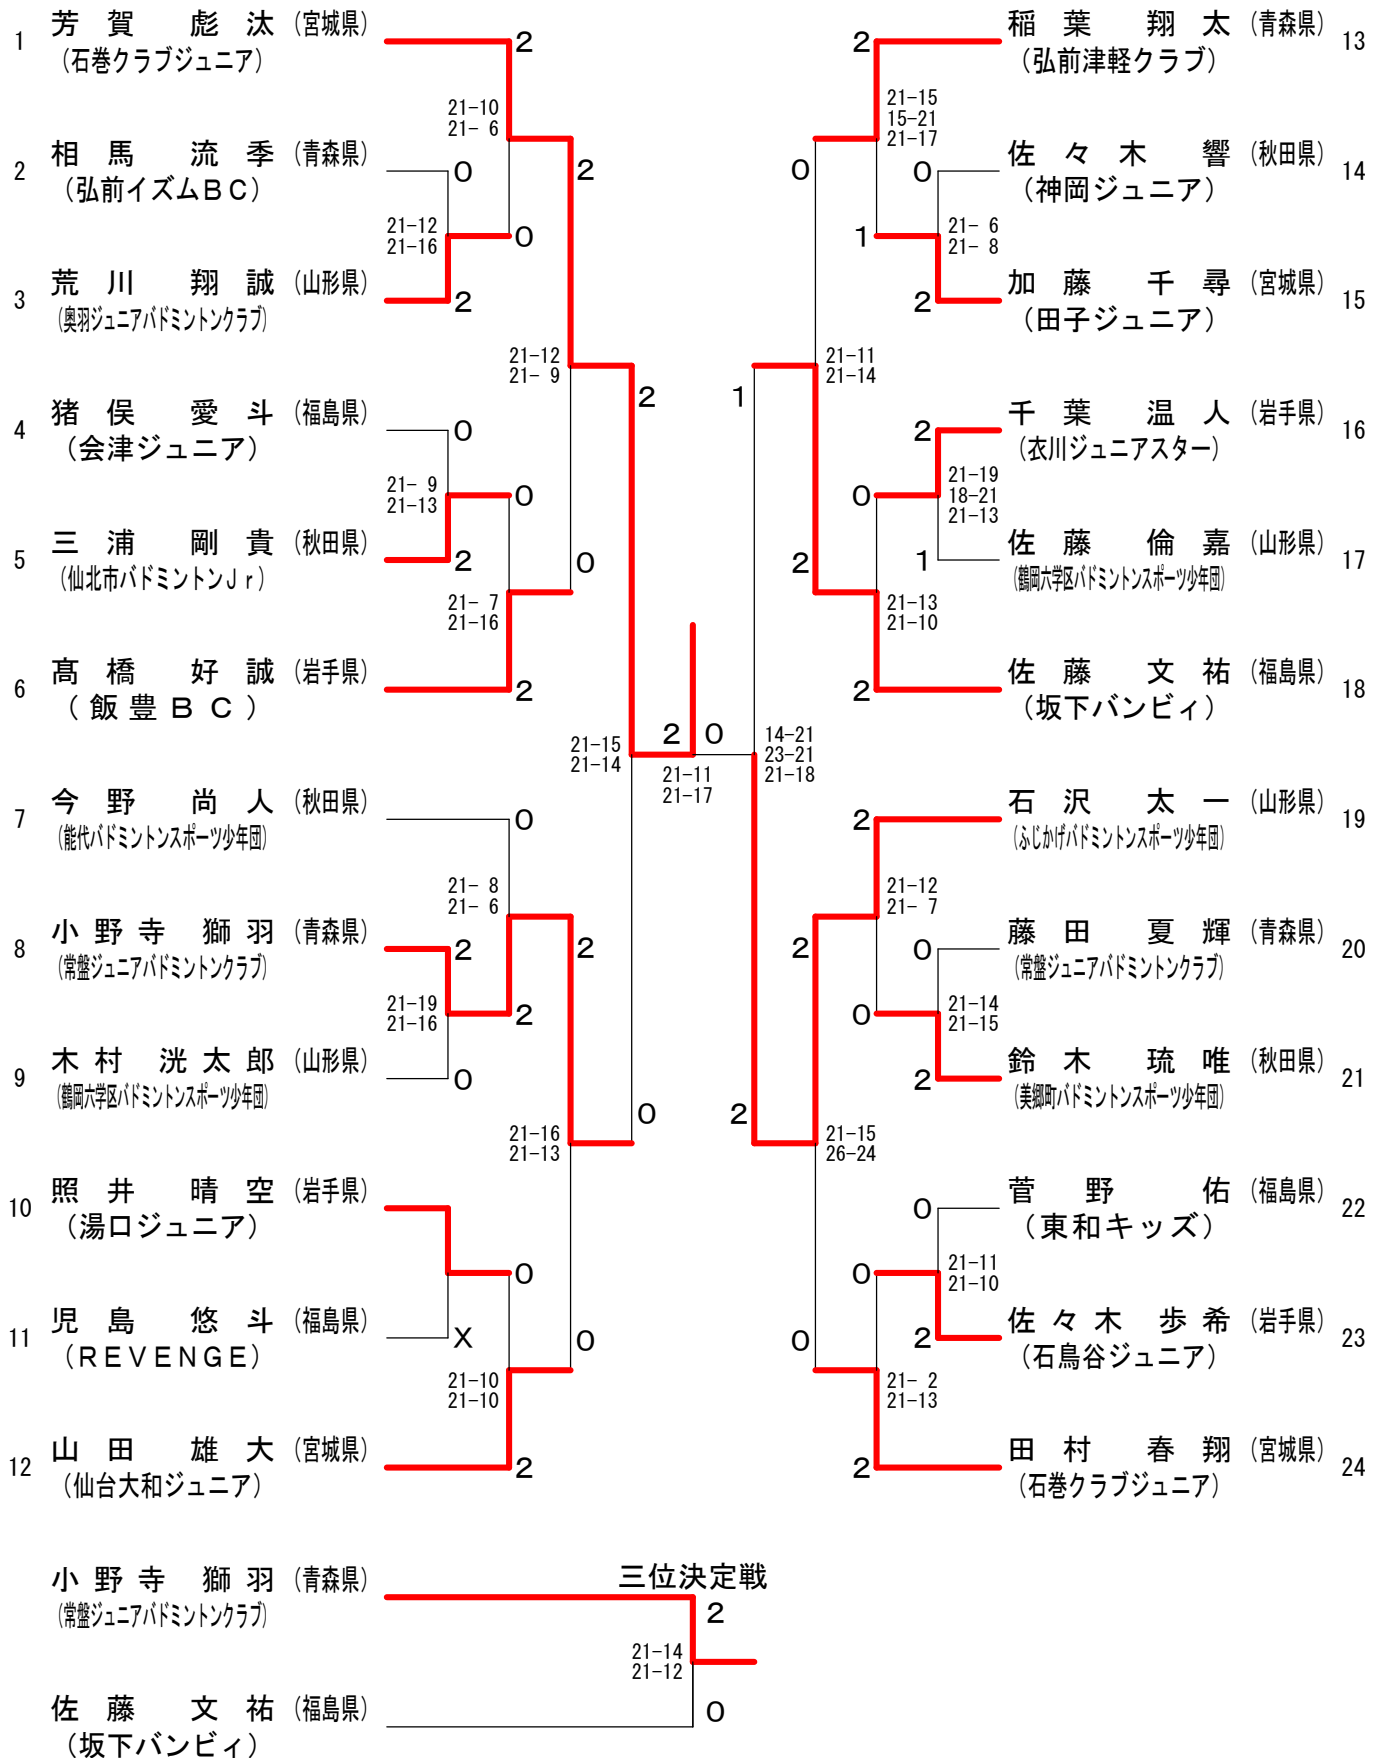 1 芳賀 彪汰 (宮城県)
(石巻クラブジュニア)
2
21-10
21- 6
2 相馬 流季 (青森県)
(弘前イズムBC)
0
2
21-12
21-16
0
3 荒川 翔誠 (山形県)
(奥羽ジュニアバドミントンクラブ)
2
21-12
21- 9
2
4 猪俣 愛斗 (福島県)
(会津ジュニア)
0
21- 9
21-13
0
5 三浦 剛貴 (秋田県)
(仙北市バドミントンJr)
2
0
21- 7
21-16
6 髙橋 好誠 (岩手県)
(飯豊BC)
2
21-15
21-14
2 0
21-11
21-17
7 今野 尚人 (秋田県)
(能代バドミントンスポーツ少年団)
0
21- 8
21- 6
8 小野寺 獅羽 (青森県)
(常盤ジュニアバドミントンクラブ)
2
2
21-19
21-16
2
9 木村 洸太郎 (山形県)
(鶴岡六学区バドミントンスポーツ少年団)
0
0
21-16
21-13
10 照井 晴空 (岩手県)
(湯口ジュニア)
0
11 児島 悠斗 (福島県)
(REVENGE)
X
0
21-10
21-10
12 山田 雄大 (宮城県)
(仙台大和ジュニア)
2
2
稲葉 翔太 (青森県) 13
(弘前津軽クラブ)
21-15
15-21
21-17
0
0
佐々木 響 (秋田県) 14
(神岡ジュニア)
1
21- 6
21- 8
2
加藤 千尋 (宮城県) 15
(田子ジュニア)
1
21-11
21-14
2
千葉 温人 (岩手県) 16
(衣川ジュニアスター)
0
21-19
18-21
21-13
2
1
佐藤 倫嘉 (山形県) 17
(鶴岡六学区バドミントンスポーツ少年団)
21-13
21-10
2
佐藤 文祐 (福島県) 18
(坂下バンビィ)
14-21
23-21
21-18
2
石沢 太一 (山形県) 19
(ふじかげバドミントンスポーツ少年団)
21-12
21- 7
2
0
藤田 夏輝 (青森県) 20
(常盤ジュニアバドミントンクラブ)
0
21-14
21-15
2
鈴木 琉唯 (秋田県) 21
(美郷町バドミントンスポーツ少年団)
2
21-15
26-24
0
菅野 佑 (福島県) 22
(東和キッズ)
0
21-11
21-10
0
2
佐々木 歩希 (岩手県) 23
(石鳥谷ジュニア)
21- 2
21-13
2
田村 春翔 (宮城県) 24
(石巻クラブジュニア)
三位決定戦
小野寺 獅羽 (青森県)
(常盤ジュニアバドミントンクラブ)
2
21-14
21-12
佐藤 文祐 (福島県)
(坂下バンビィ)
0